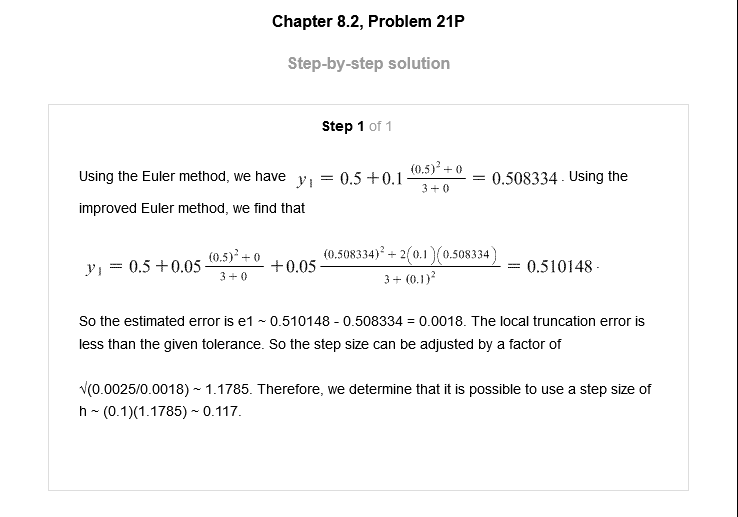 Chapter 8.2, Problem 21P
Step-by-step solution
Step 1 of 1
Using the Euler method, we have y₁ = 0.5 + 0.1 (0.5)² + 0 / 3 + 0 = 0.508334 . Using the
improved Euler method, we find that
y₁ = 0.5 + 0.05 (0.5)² + 0 / 3 + 0 + 0.05 (0.508334)² + 2(0.1)(0.508334) / 3 + (0.1)² = 0.510148 .
So the estimated error is e1 ~ 0.510148 - 0.508334 = 0.0018. The local truncation error is
less than the given tolerance. So the step size can be adjusted by a factor of
√(0.0025/0.0018) ~ 1.1785. Therefore, we determine that it is possible to use a step size of
h ~ (0.1)(1.1785) ~ 0.117.